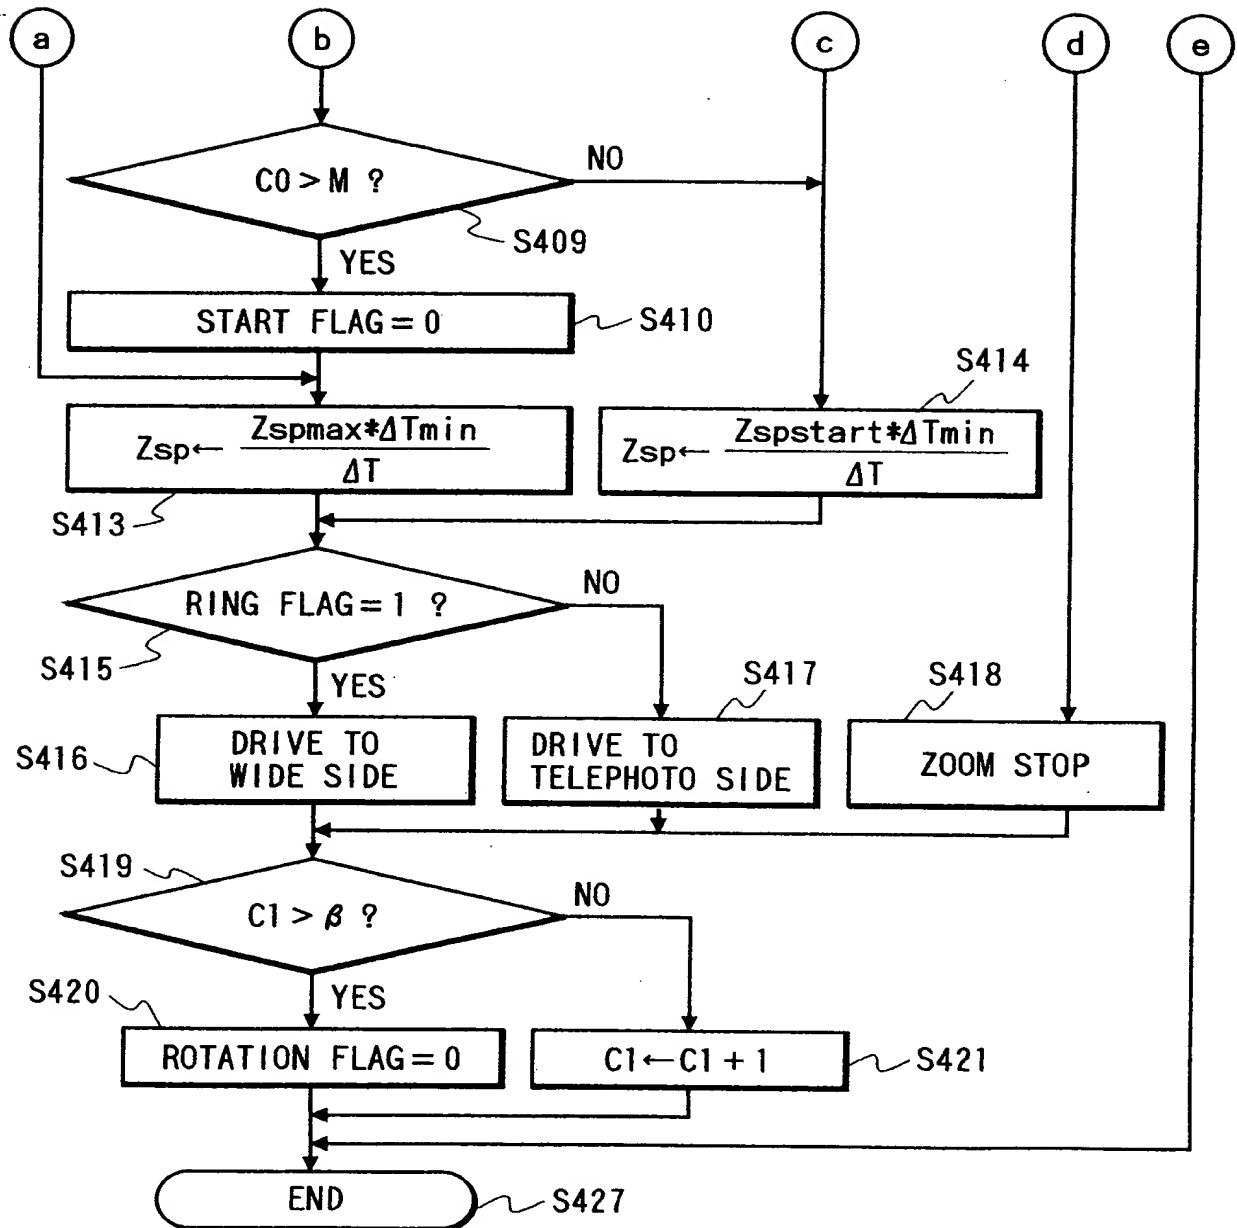 a
b
c
d
e
C0 > M ?
NO
S409
YES
START FLAG = 0
S410
S414
Zsp← Zspmax*ΔTmin
ΔT
Zsp← Zspstart*ΔTmin
ΔT
S413
RING FLAG = 1 ?
NO
S415
YES
S417
S418
S416
DRIVE TO
WIDE SIDE
DRIVE TO
TELEPHOTO SIDE
ZOOM STOP
S419
C1 > β ?
NO
S420
YES
ROTATION FLAG = 0
C1←C1 + 1
S421
END
S427